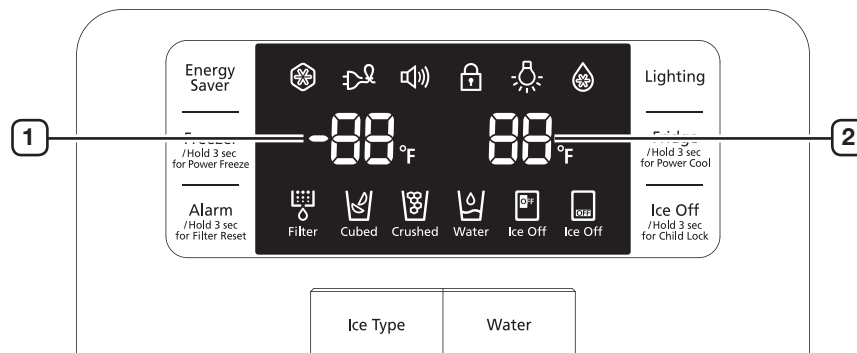 Energy
Saver
Lighting
1
-88 °F
88 °F
2
Freezer
/Hold 3 sec
for Power Freeze
Fridge
/Hold 3 sec
for Power Cool
Alarm
/Hold 3 sec
for Filter Reset
Filter
Cubed
Crushed
Water
OFF
Ice Off
OFF
Ice Off
Ice Off
/Hold 3 sec
for Child Lock
Ice Type
Water